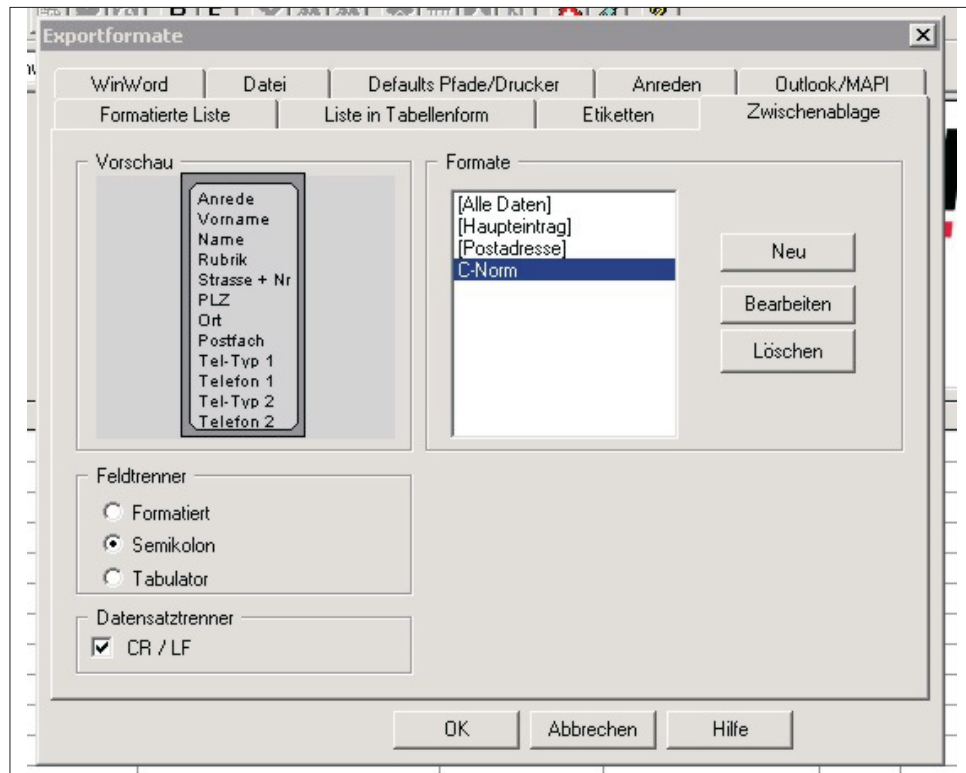 Exportformate
WinWord Datei Defaults Pfade/Drucker Anreden Outlook/MAPI
Formatierte Liste Liste in Tabellenform Etiketten Zwischenablage
Vorschau
Anrede
Vorname
Name
Rubrik
Strasse + Nr
PLZ
Ort
Postfach
Tel-Typ 1
Telefon 1
Tel-Typ 2
Telefon 2
Formate
[Alle Daten]
[Haupteintrag]
[Postadresse]
C-Norm
Neu
Bearbeiten
Löschen
Feldtrenner
Formatiert
Semikolon
Tabulator
Datensatztrenner
CR / LF
OK Abbrechen Hilfe